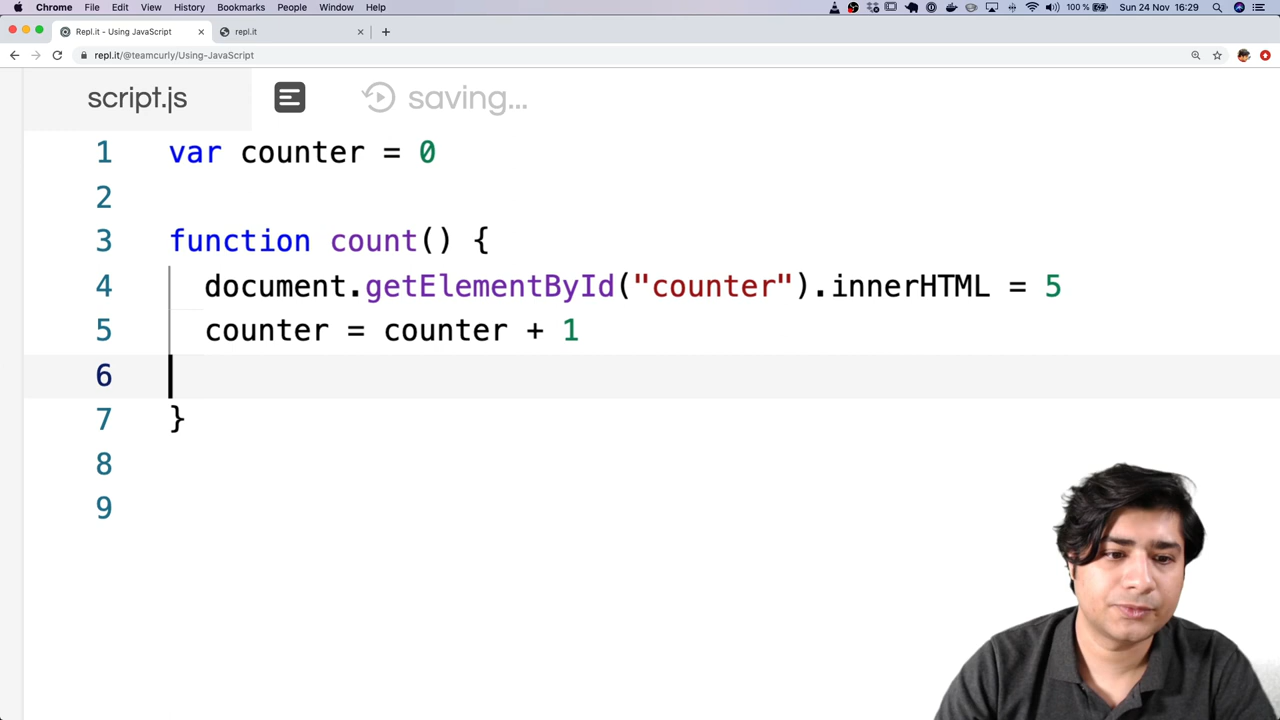 Chrome File Edit View History Bookmarks People Window Help 100 % Sun 24 Nov 16:29
Repl.it - Using JavaScript × repl.it × +
repl.it/@teamcurly/Using-JavaScript
script.js saving...
1 var counter = 0
2
3 function count() {
4 document.getElementById("counter").innerHTML = 5
5 counter = counter + 1
6
7 }
8
9